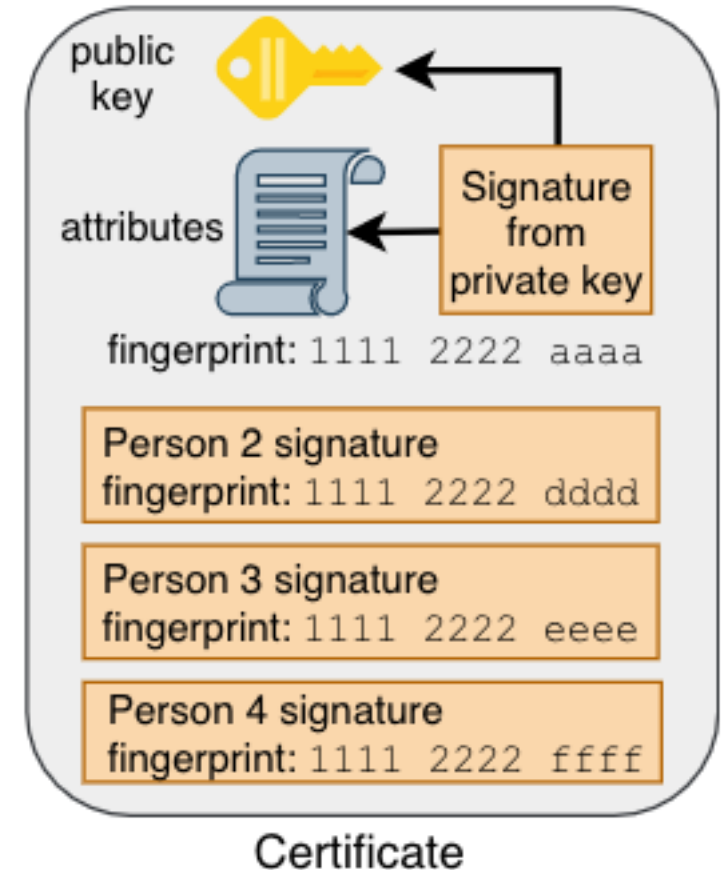 public
key
Signature
from
private key
attributes
fingerprint: 1111 2222 aaaa
Person 2 signature
fingerprint: 1111 2222 dddd
Person 3 signature
fingerprint: 1111 2222 eeee
Person 4 signature
fingerprint: 1111 2222 ffff
Certificate